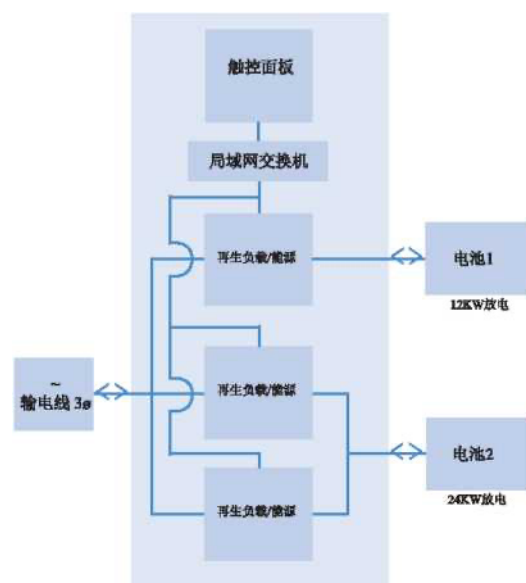 触控面板
局域网交换机
再生负载/能源
电池1
12KW放电
再生负载/能源
~
输电线 3ø
电池2
再生负载/能源
24KW放电